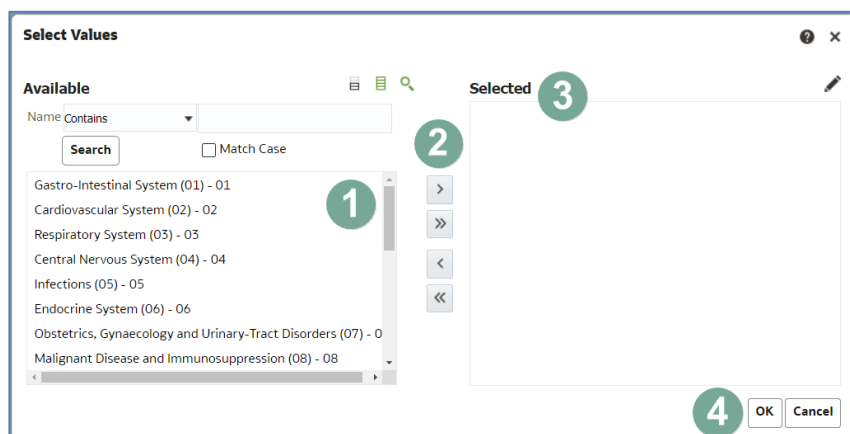 Select Values
Available
Name Contains
Search
Match Case
Gastro-Intestinal System (01) - 01
Cardiovascular System (02) - 02
Respiratory System (03) - 03
Central Nervous System (04) - 04
Infections (05) - 05
Endocrine System (06) - 06
Obstetrics, Gynaecology and Urinary-Tract Disorders (07) - 0
Malignant Disease and Immunosuppression (08) - 08
1
2
>
>>
<
<<
Selected
3
4
OK
Cancel